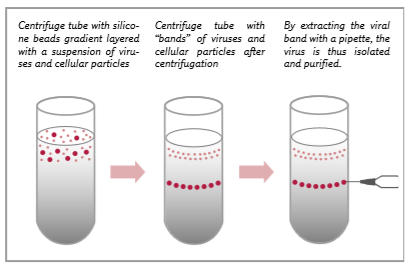 Centrifuge tube with silico-
ne beads gradient layered
with a suspension of viru-
ses and cellular particles
Centrifuge tube with
"bands" of viruses and
cellular particles after
centrifugation
By extracting the viral
band with a pipette, the
virus is thus isolated
and purified.